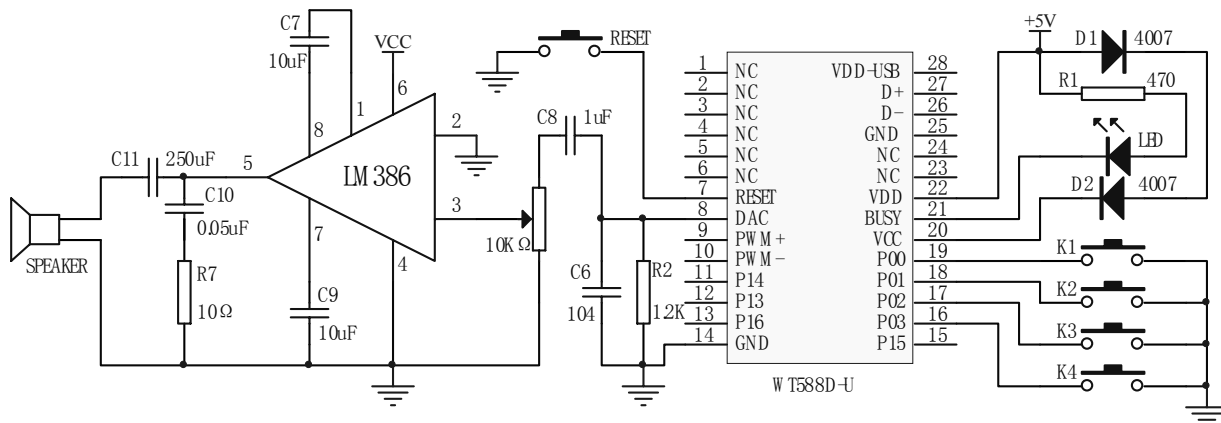 C7
10uF
VCC
6
1
8
2
LM386
5
3
7
4
C11
250uF
C10
0.05uF
R7
10Ω
SPEAKER
C9
10uF
10KΩ
C8
1uF
C6
104
R2
1.2K
RESET
1 NC
2 NC
3 NC
4 NC
5 NC
6 NC
7 RESET
8 DAC
9 PWM+
10 PWM-
11 P14
12 P13
13 P16
14 GND
VDD-USB 28
D+ 27
D- 26
GND 25
NC 24
NC 23
VDD 22
BUSY 21
VCC 20
P00 19
P01 18
P02 17
P03 16
P15 15
WT588D-U
+5V
D1
4007
R1
470
LED
D2
4007
K1
K2
K3
K4